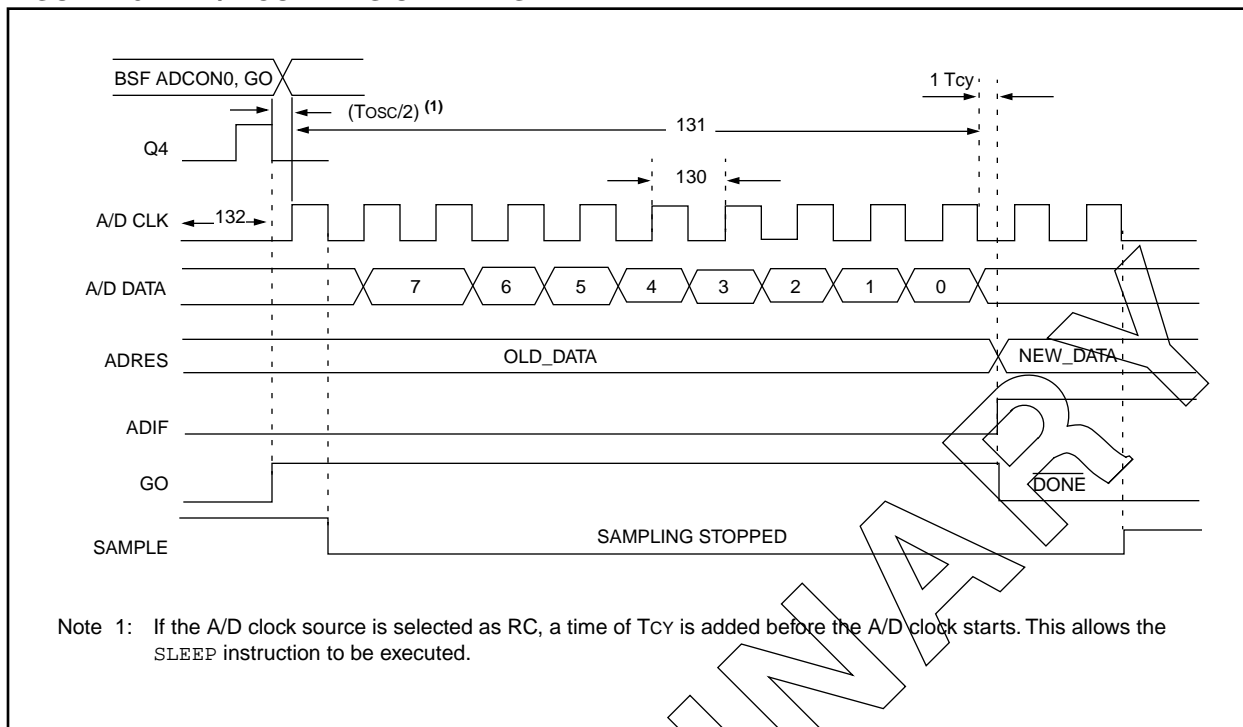 BSF ADCON0, GO
1 Tcy
(TOSC/2) (1)
131
Q4
130
A/D CLK
132
A/D DATA
7 6 5 4 3 2 1 0
ADRES
OLD_DATA
NEW_DATA
ADIF
GO
DONE
SAMPLE
SAMPLING STOPPED
Note 1: If the A/D clock source is selected as RC, a time of TCY is added before the A/D clock starts. This allows the
SLEEP instruction to be executed.
INARY